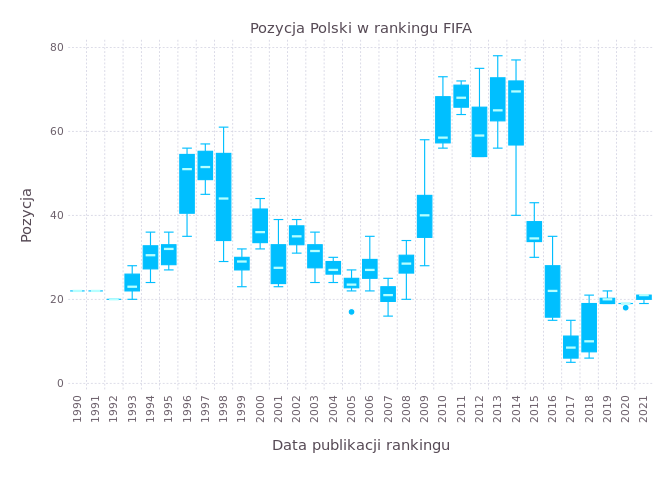 Pozycja Polski w rankingu FIFA
80
60
40
20
0
Pozycja
1990 1991 1992 1993 1994 1995 1996 1997 1998 1999 2000 2001 2002 2003 2004 2005 2006 2007 2008 2009 2010 2011 2012 2013 2014 2015 2016 2017 2018 2019 2020 2021
Data publikacji rankingu